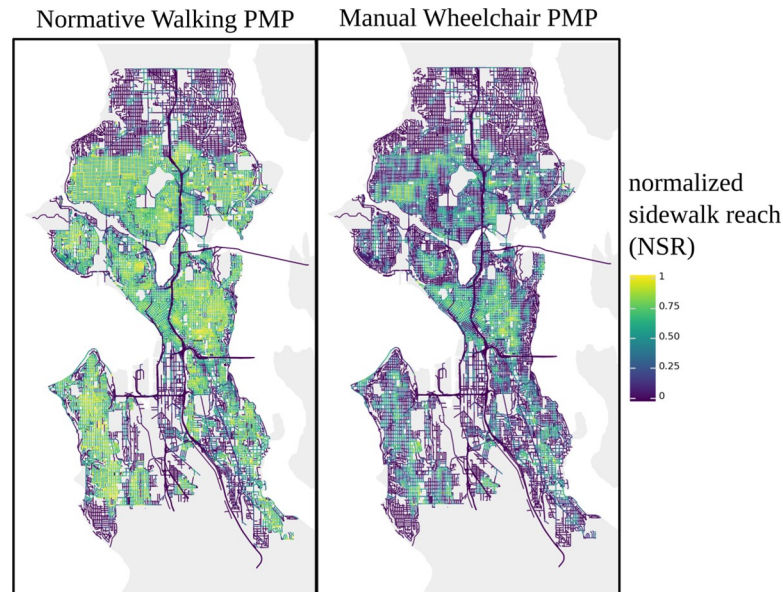 Normative Walking PMP
Manual Wheelchair PMP
normalized
sidewalk reach
(NSR)
1
0.75
0.50
0.25
0